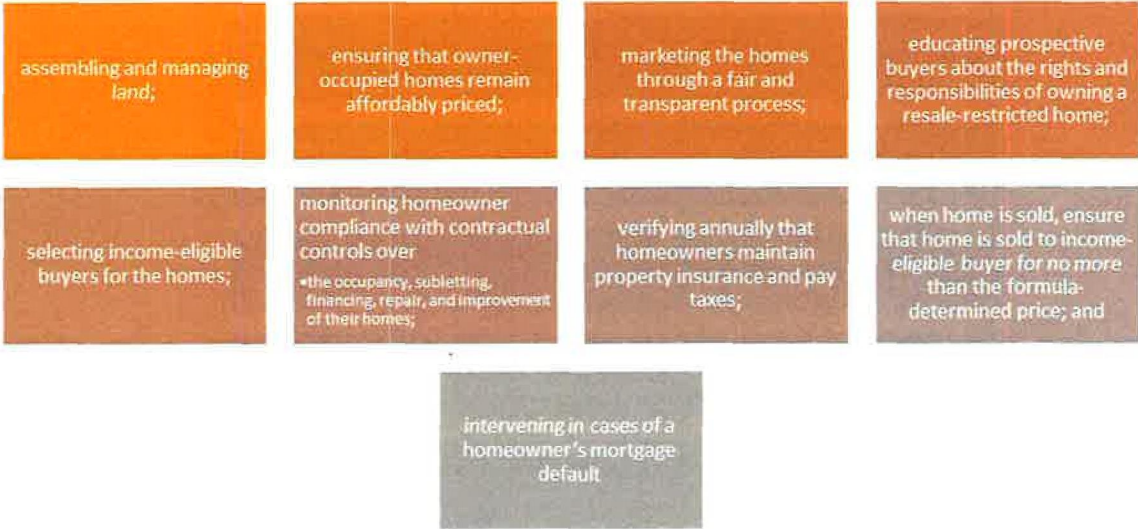 assembling and managing
land;
ensuring that owner-
occupied homes remain
affordably priced;
marketing the homes
through a fair and
transparent process;
educating prospective
buyers about the rights and
responsibilities of owning a
resale-restricted home;
selecting income-eligible
buyers for the homes;
monitoring homeowner
compliance with contractual
controls over
•the occupancy, subletting,
financing, repair, and improvement
of their homes;
verifying annually that
homeowners maintain
property insurance and pay
taxes;
when home is sold, ensure
that home is sold to income-
eligible buyer for no more
than the formula-
determined price; and
intervening in cases of a
homeowner's mortgage
default